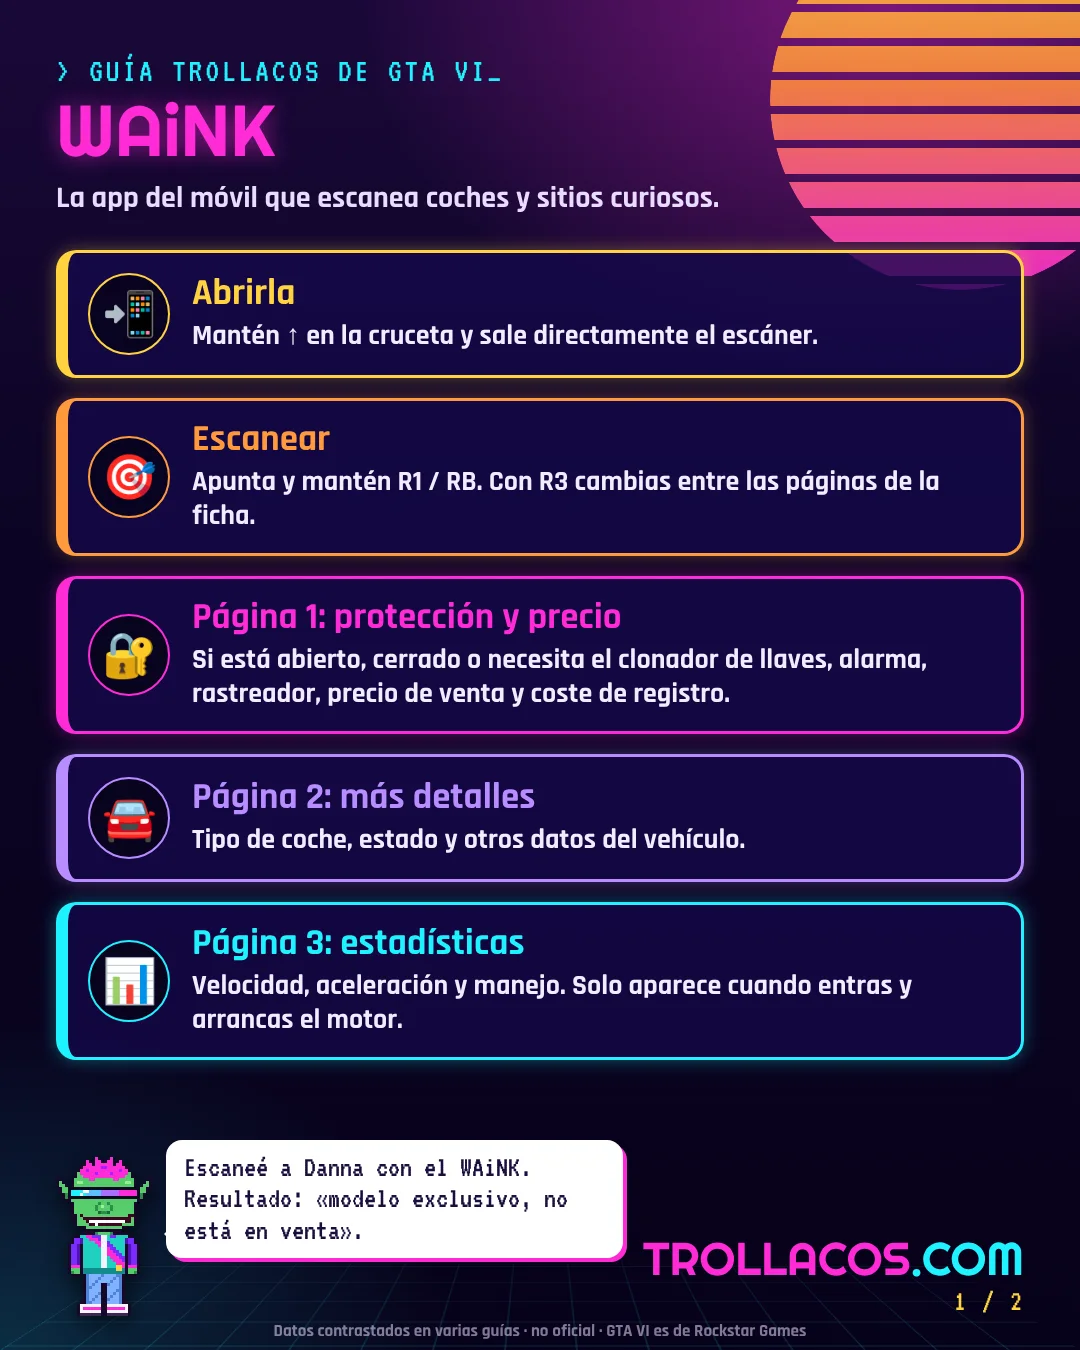 > GUÍA TROLLACOS DE GTA VI_
WAiNK
La app del móvil que escanea coches y sitios curiosos.
Abrirla
Mantén ↑ en la cruceta y sale directamente el escáner.
Escanear
Apunta y mantén R1 / RB. Con R3 cambias entre las páginas de la
ficha.
Página 1: protección y precio
Si está abierto, cerrado o necesita el clonador de llaves, alarma,
rastreador, precio de venta y coste de registro.
Página 2: más detalles
Tipo de coche, estado y otros datos del vehículo.
Página 3: estadísticas
Velocidad, aceleración y manejo. Solo aparece cuando entras y
arrancas el motor.
Escaneé a Danna con el WAiNK.
Resultado: «modelo exclusivo, no
está en venta».
TROLLACOS.COM
1 / 2
Datos contrastados en varias guías · no oficial · GTA VI es de Rockstar Games